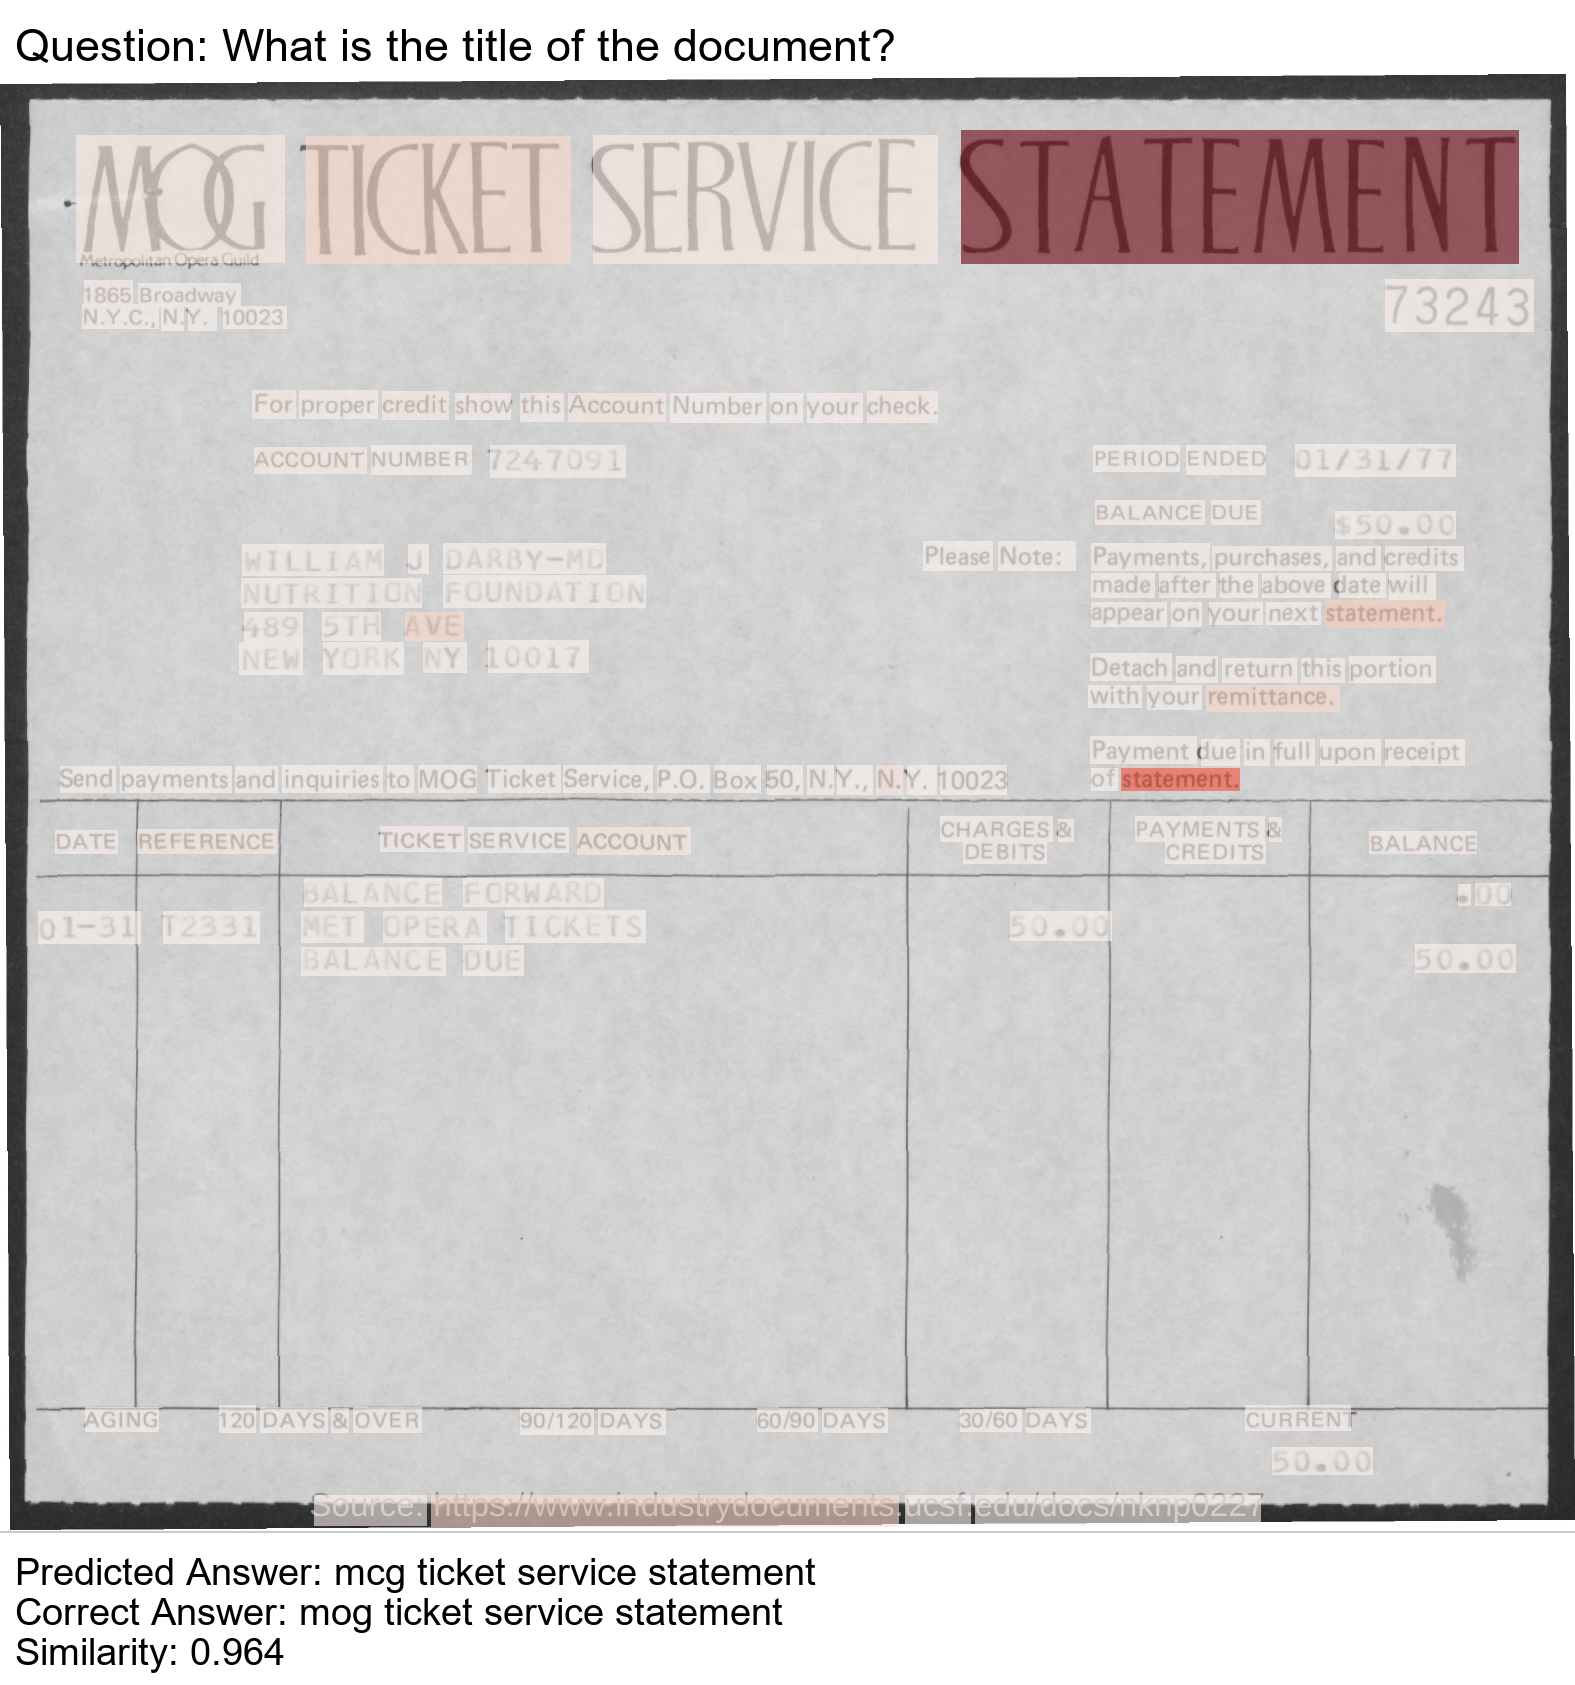 Question: What is the title of the document?
MOG TICKET SERVICE STATEMENT
Metropolitan Opera Guild
1865 Broadway
N.Y.C., N.Y. 10023
73243
For proper credit show this Account Number on your check.
ACCOUNT NUMBER 7247091
PERIOD ENDED 01/31/77
BALANCE DUE $50.00
WILLIAM J DARBY-MD
NUTRITION FOUNDATION
489 5TH AVE
NEW YORK NY 10017
Please Note: Payments, purchases, and credits
made after the above date will
appear on your next statement.
Detach and return this portion
with your remittance.
Payment due in full upon receipt
of statement.
Send payments and inquiries to MOG Ticket Service, P.O. Box 50, N.Y., N.Y. 10023
DATE REFERENCE TICKET SERVICE ACCOUNT CHARGES & DEBITS PAYMENTS & CREDITS BALANCE
BALANCE FORWARD .00
01-31 T2331 MET OPERA TICKETS 50.00
BALANCE DUE 50.00
AGING 120 DAYS & OVER 90/120 DAYS 60/90 DAYS 30/60 DAYS CURRENT
50.00
Source: https://www.industrydocuments.ucsf.edu/docs/nknp0227
Predicted Answer: mcg ticket service statement
Correct Answer: mog ticket service statement
Similarity: 0.964